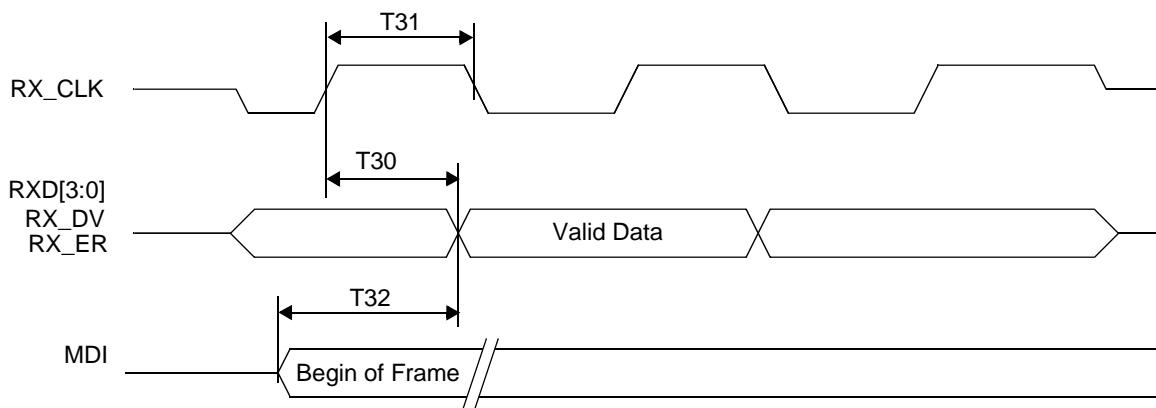 T31
RX_CLK
T30
RXD[3:0]
RX_DV
RX_ER
Valid Data
T32
MDI
Begin of Frame